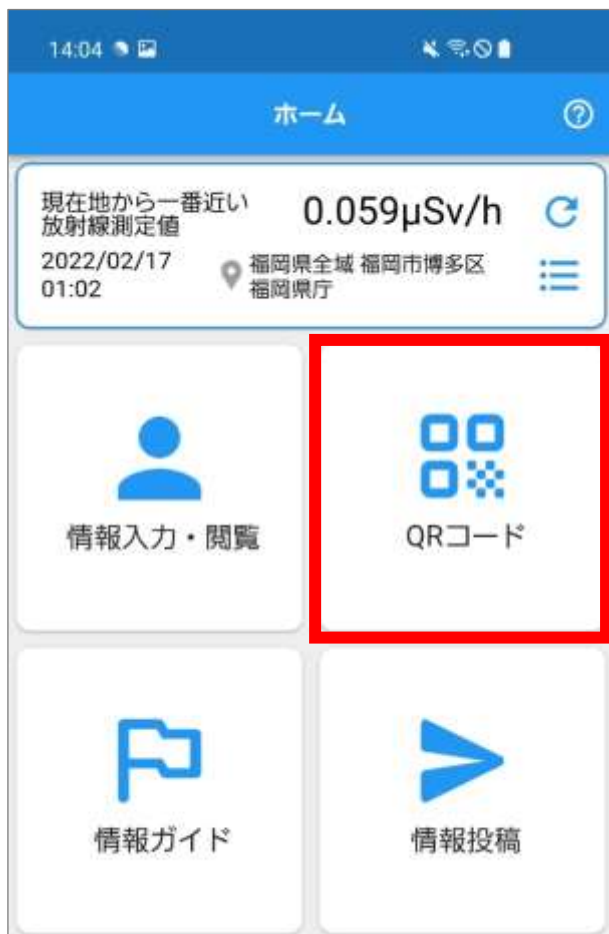 14:04
ホーム
現在地から一番近い
放射線測定値
0.059μSv/h
2022/02/17
01:02
福岡県全域 福岡市博多区
福岡県庁
情報入力・閲覧
QRコード
情報ガイド
情報投稿